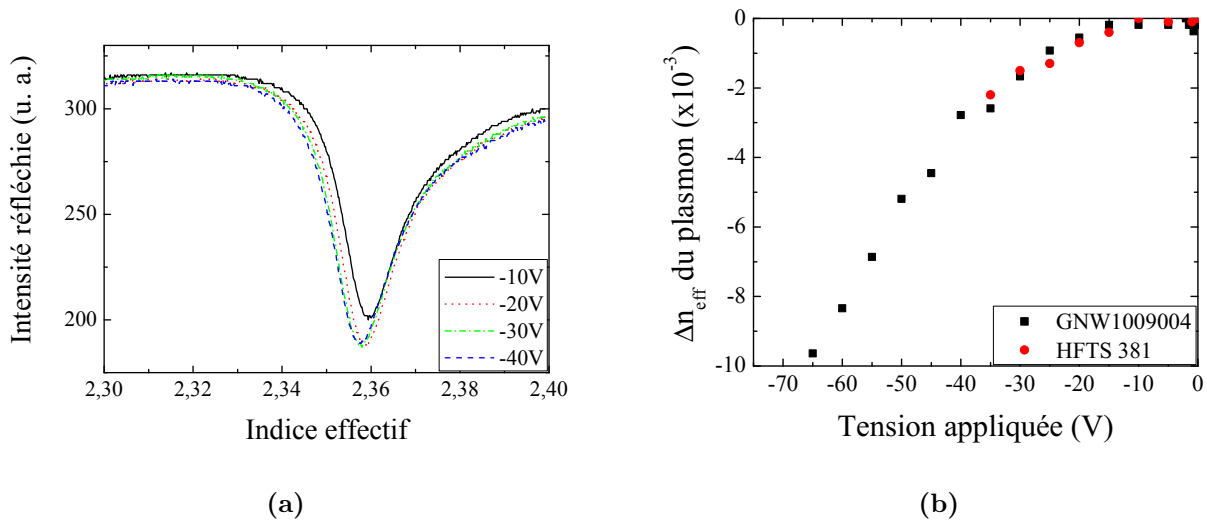 Intensité réfléchie (u. a.)
300
250
200
2,30
2,32
2,34
2,36
2,38
2,40
Indice effectif
-10V
-20V
-30V
-40V
(a)
Δn_eff du plasmon (x10^-3)
0
-2
-4
-6
-8
-10
-70
-60
-50
-40
-30
-20
-10
0
Tension appliquée (V)
GNW1009004
HFTS 381
(b)